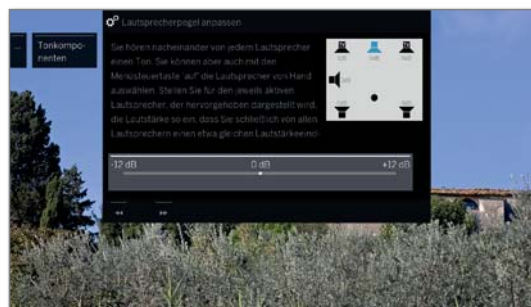 Lautsprecherpegel anpassen
...
Tonkompo-
nenten
Sie hören nacheinander von jedem Lautsprecher
einen Ton. Sie können aber auch mit den
Menüsteuertaste 'auf' die Lautsprecher von Hand
auswählen. Stellen Sie für den jeweils aktiven
Lautsprecher, der hervorgehoben dargestellt wird,
die Lautstärke so ein, dass Sie schließlich von allen
Lautsprechern einen etwa gleichen Lautstärkeeind-
-12 dB 0 dB +12 dB